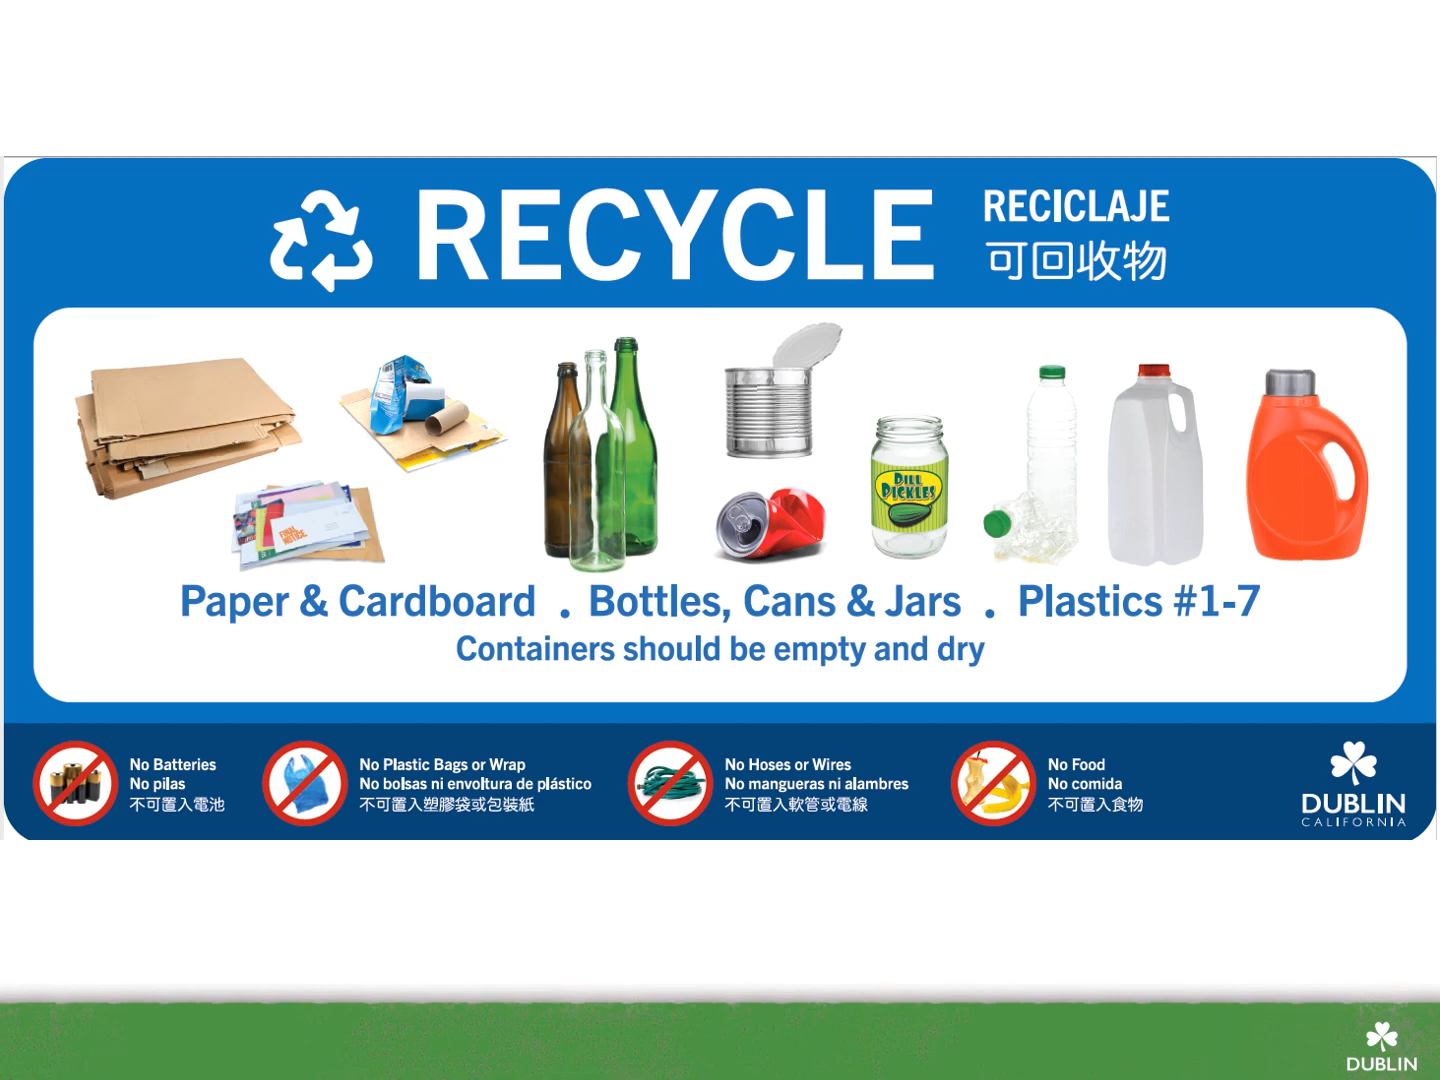 RECYCLE
RECICLAJE
可回收物
FINAL
NOTICE
DILL
PICKLES
Paper & Cardboard . Bottles, Cans & Jars . Plastics #1-7
Containers should be empty and dry
No Batteries
No pilas
不可置入電池
No Plastic Bags or Wrap
No bolsas ni envoltura de plástico
不可置入塑膠袋或包裝紙
No Hoses or Wires
No mangueras ni alambres
不可置入軟管或電線
No Food
No comida
不可置入食物
DUBLIN
CALIFORNIA
DUBLIN